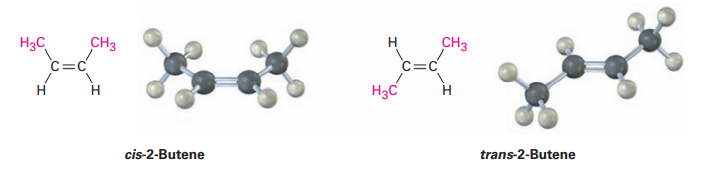 H3C CH3
C=C
H H
cis-2-Butene
H CH3
C=C
H3C H
trans-2-Butene